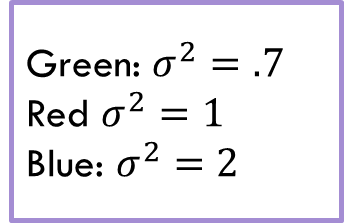 Green: σ² = .7
Red σ² = 1
Blue: σ² = 2